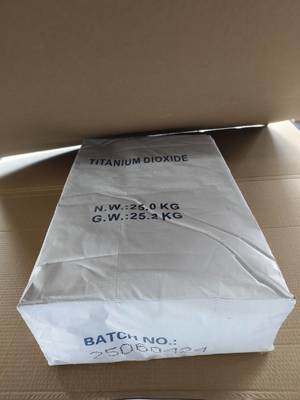 TITANIUM DIOXIDE
N.W.:25.0 KG
G.W.:25.2 KG
BATCH NO.: